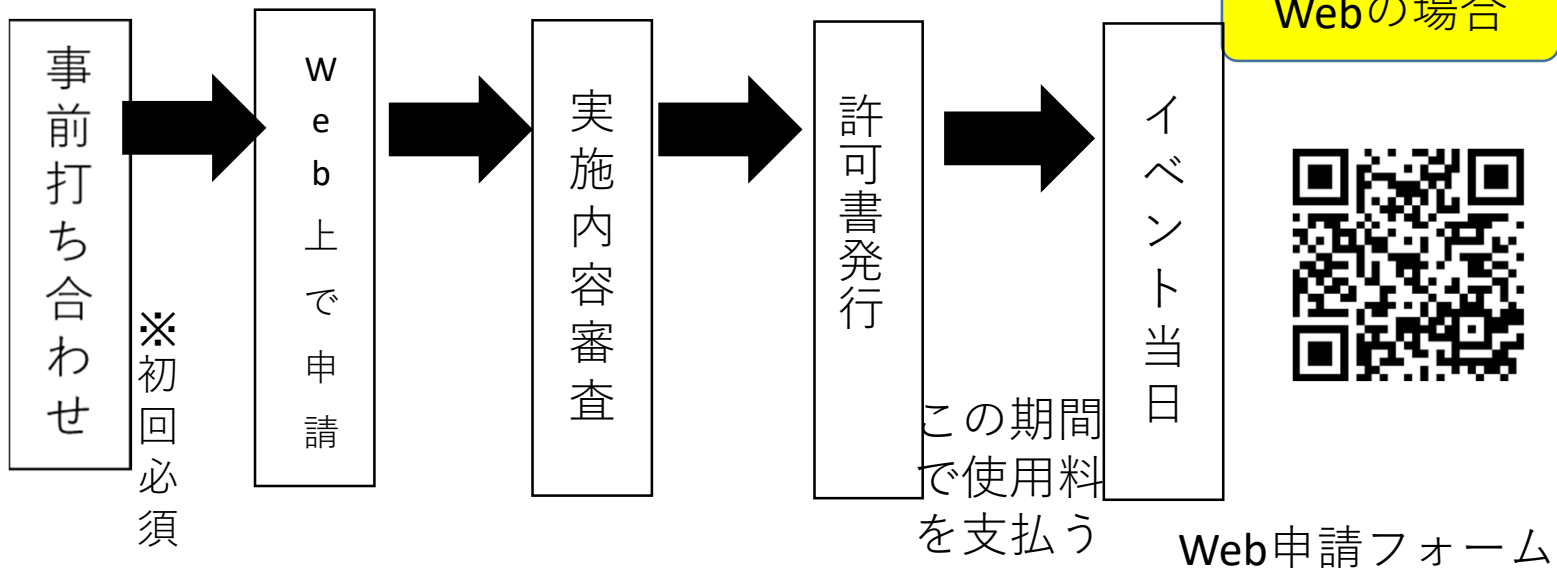 Webの場合
事前打ち合わせ
※初回必須
Web上で申請
実施内容審査
許可書発行
この期間
で使用料
を支払う
イベント当日
Web申請フォーム